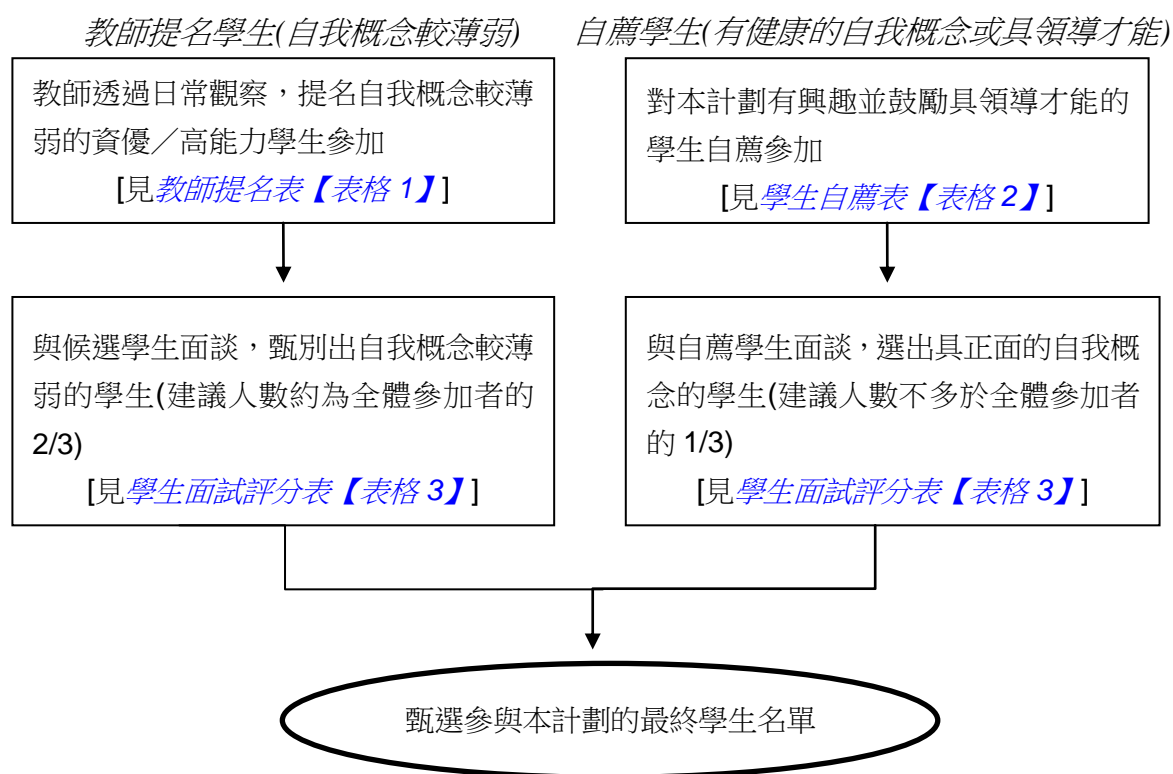 教師提名學生(自我概念較薄弱)
自薦學生(有健康的自我概念或具領導才能)
教師透過日常觀察，提名自我概念較薄
弱的資優／高能力學生參加
[見教師提名表【表格 1】]
對本計劃有興趣並鼓勵具領導才能的
學生自薦參加
[見學生自薦表【表格 2】]
與候選學生面談，甄別出自我概念較薄
弱的學生(建議人數約為全體參加者的
2/3)
[見學生面試評分表【表格 3】]
與自薦學生面談，選出具正面的自我概
念的學生(建議人數不多於全體參加者
的 1/3)
[見學生面試評分表【表格 3】]
甄選參與本計劃的最終學生名單